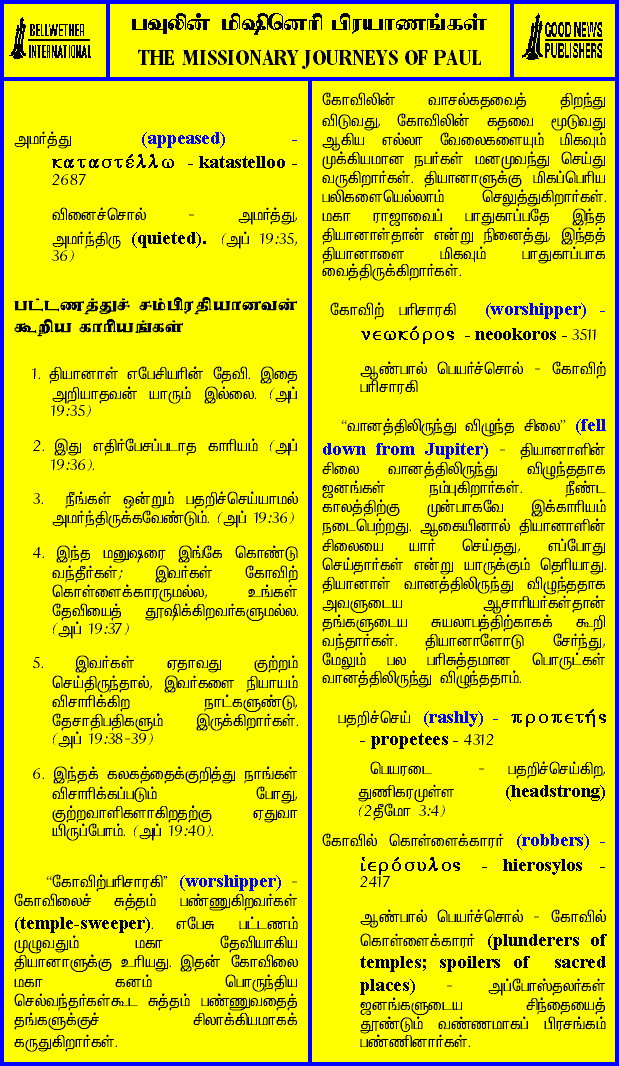 BELLWETHER
INTERNATIONAL
பவுலின் மிஷினெரி பிரயாணங்கள்
THE MISSIONARY JOURNEYS OF PAUL
GOOD NEWS
PUBLISHERS
அமர்த்து (appeased) -
καταστέλλω - katastelloo -
2687
வினைச்சொல் - அமர்த்து,
அமர்ந்திரு (quieted). (அப் 19:35,
36)
பட்டணத்துச் சம்பிரதியானவன்
கூறிய காரியங்கள்
1. தியானாள் எபேசியரின் தேவி. இதை
அறியாதவன் யாரும் இல்லை. (அப்
19:35)
2. இது எதிர்பேசப்படாத காரியம் (அப்
19:36).
3. நீங்கள் ஒன்றும் பதறிச்செய்யாமல்
அமர்ந்திருக்கவேண்டும். (அப் 19:36)
4. இந்த மனுஷரை இங்கே கொண்டு
வந்தீர்கள்; இவர்கள் கோவிற்
கொள்ளைக்காரருமல்ல, உங்கள்
தேவியைத் தூஷிக்கிறவர்களுமல்ல.
(அப் 19:37)
5. இவர்கள் ஏதாவது குற்றம்
செய்திருந்தால், இவர்களை நியாயம்
விசாரிக்கிற நாட்களுண்டு,
தேசாதிபதிகளும் இருக்கிறார்கள்.
(அப் 19:38-39)
6. இந்தக் கலகத்தைக்குறித்து நாங்கள்
விசாரிக்கப்படும் போது,
குற்றவாளிகளாகிறதற்கு ஏதுவா
யிருப்போம். (அப் 19:40).
“கோவிற்பரிசாரகி” (worshipper) -
கோவிலைச் சுத்தம் பண்ணுகிறவர்கள்
(temple-sweeper). எபேசு பட்டணம்
முழுவதும் மகா தேவியாகிய
தியானாளுக்கு உரியது. இதன் கோவிலை
மகா கனம் பொருந்திய
செல்வந்தர்கள்கூட சுத்தம் பண்ணுவதைத்
தங்களுக்குச் சிலாக்கியமாகக்
கருதுகிறார்கள்.
கோவிலின் வாசல்கதவைத் திறந்து
விடுவது, கோவிலின் கதவை மூடுவது
ஆகிய எல்லா வேலைகளையும் மிகவும்
முக்கியமான நபர்கள் மனமுவந்து செய்து
வருகிறார்கள். தியானாளுக்கு மிகப்பெரிய
பலிகளையெல்லாம் செலுத்துகிறார்கள்.
மகா ராஜாவைப் பாதுகாப்பதே இந்த
தியானாள்தான் என்று நினைத்து, இந்தத்
தியானாளை மிகவும் பாதுகாப்பாக
வைத்திருக்கிறார்கள்.
கோவிற் பரிசாரகி (worshipper) -
νεωκόρος - neookoros - 3511
ஆண்பால் பெயர்ச்சொல் - கோவிற்
பரிசாரகி
“வானத்திலிருந்து விழுந்த சிலை” (fell
down from Jupiter) - தியானாளின்
சிலை வானத்திலிருந்து விழுந்ததாக
ஜனங்கள் நம்புகிறார்கள். நீண்ட
காலத்திற்கு முன்பாகவே இக்காரியம்
நடைபெற்றது. ஆகையினால் தியானாளின்
சிலையை யார் செய்தது, எப்போது
செய்தார்கள் என்று யாருக்கும் தெரியாது.
தியானாள் வானத்திலிருந்து விழுந்ததாக
அவளுடைய ஆசாரியர்கள்தான்
தங்களுடைய சுயலாபத்திற்காகக் கூறி
வந்தார்கள். தியானாளோடு சேர்ந்து,
மேலும் பல பரிசுத்தமான பொருட்கள்
வானத்திலிருந்து விழுந்ததாம்.
பதறிச்செய் (rashly) - προπετής
- propetees - 4312
பெயரடை - பதறிச்செய்கிற,
துணிகரமுள்ள (headstrong)
(2தீமோ 3:4)
கோவில் கொள்ளைக்காரர் (robbers) -
ἱερόσυλος - hierosylos -
2417
ஆண்பால் பெயர்ச்சொல் - கோவில்
கொள்ளைக்காரர் (plunderers of
temples; spoilers of sacred
places) - அப்போஸ்தலர்கள்
ஜனங்களுடைய சிந்தையைத்
தூண்டும் வண்ணமாகப் பிரசங்கம்
பண்ணினார்கள்.